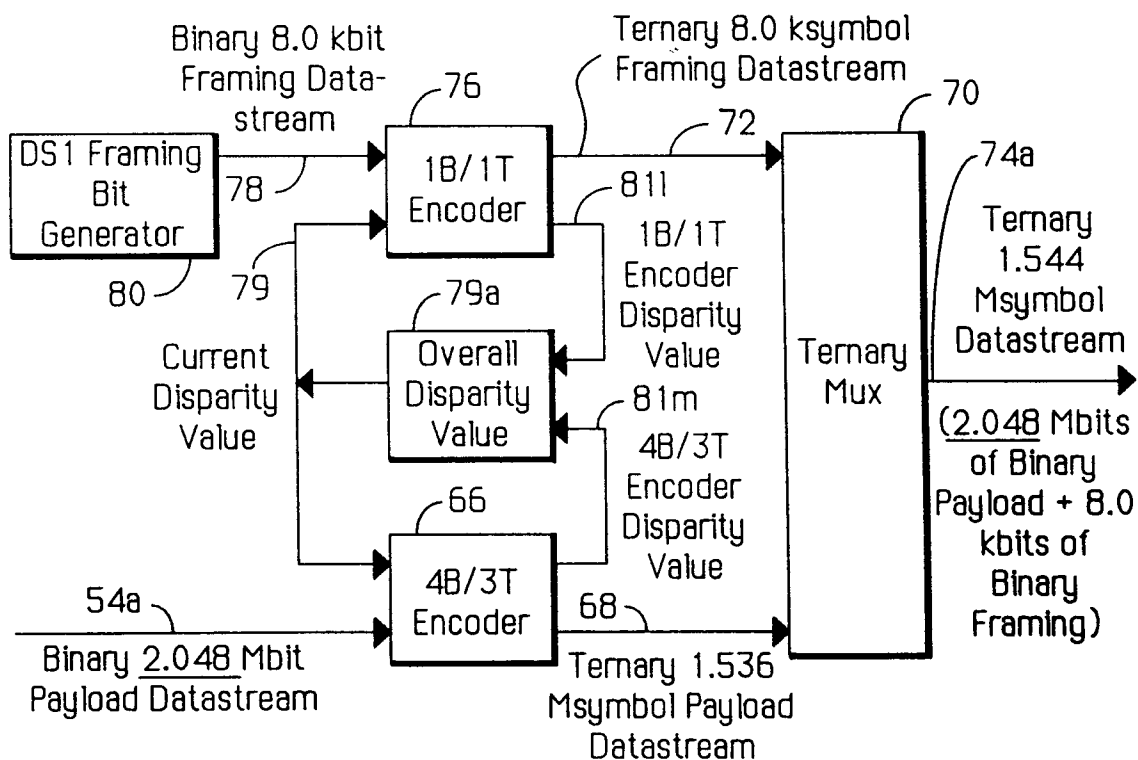 Binary 8.0 kbit
Framing Data-
stream
Ternary 8.0 ksymbol
Framing Datastream
76
72
70
74a
DS1 Framing
Bit
Generator
78
1B/1T
Encoder
811
80
79
79a
1B/1T
Encoder
Disparity
Value
Ternary
1.544
Msymbol
Datastream
Current
Disparity
Value
Overall
Disparity
Value
Ternary
Mux
81m
4B/3T
Encoder
Disparity
Value
(2.048 Mbits
of Binary
Payload + 8.0
kbits of
Binary
Framing)
66
4B/3T
Encoder
54a
68
Binary 2.048 Mbit
Payload Datastream
Ternary 1.536
Msymbol Payload
Datastream